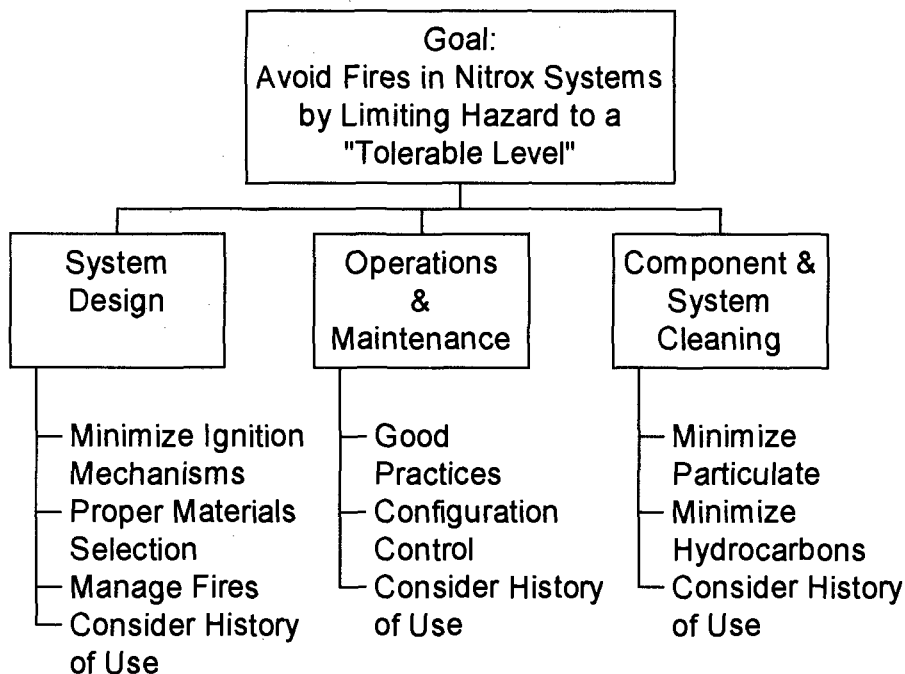 Goal:
Avoid Fires in Nitrox Systems
by Limiting Hazard to a
"Tolerable Level"
System
Design
Operations
&
Maintenance
Component &
System
Cleaning
Minimize Ignition
Mechanisms
Proper Materials
Selection
Manage Fires
Consider History
of Use
Good
Practices
Configuration
Control
Consider History
of Use
Minimize
Particulate
Minimize
Hydrocarbons
Consider History
of Use